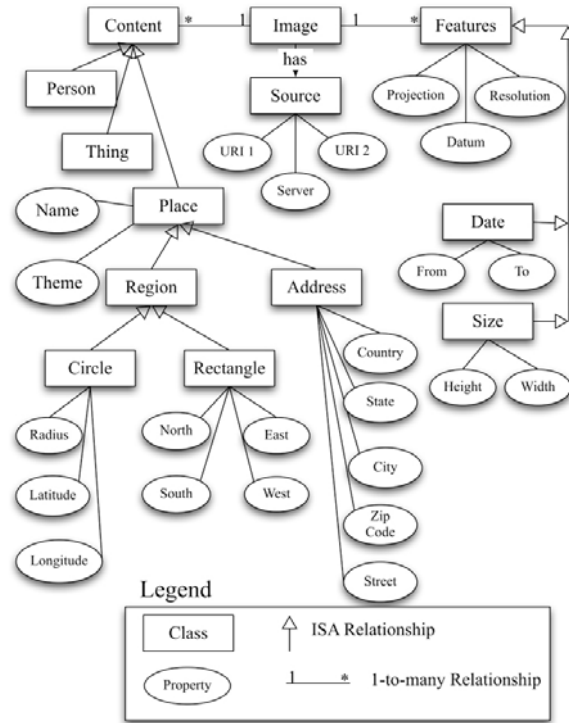 Content
*
1
Image
1
*
Features
has
Person
Source
Projection
Resolution
Datum
Thing
URI 1
URI 2
Server
Name
Place
Theme
Date
From
To
Region
Address
Size
Circle
Rectangle
Country
Height
Width
State
Radius
North
East
City
Latitude
South
West
Zip
Code
Longitude
Street
Legend
Class
ISA Relationship
Property
1
*
1-to-many Relationship